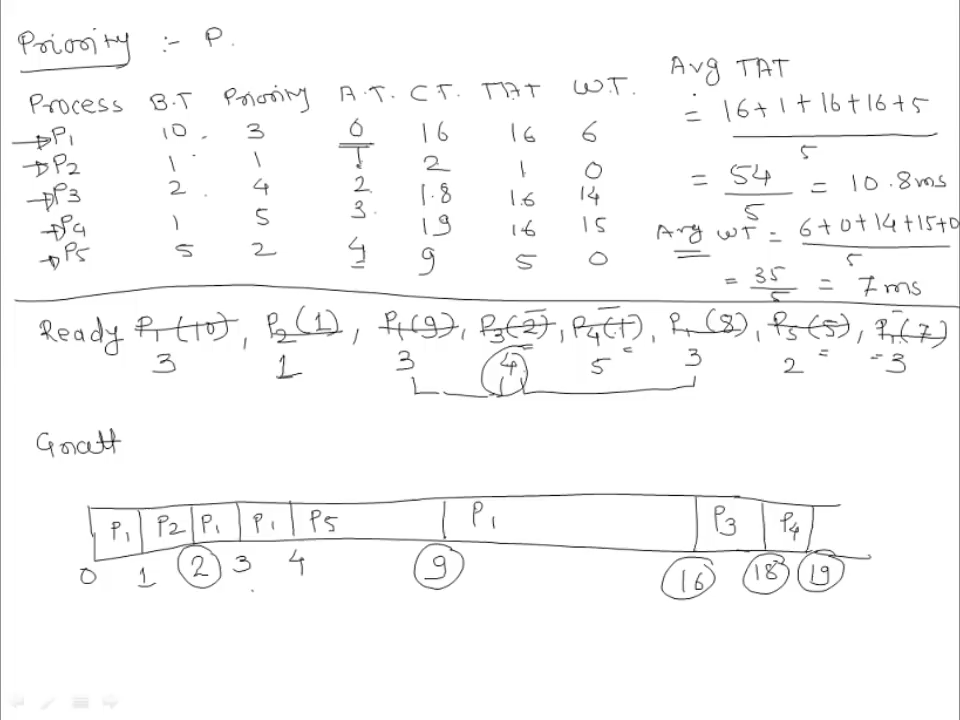 Priority :- P.
Process B.T Priority A.T. C.T. TAT W.T.
P1 10 3 0 16 16 6
P2 1 1 1 2 1 0
P3 2 4 2 1.8 16 14
P4 1 5 3 19 16 15
P5 5 2 4 9 5 0
Avg TAT
= 16+1+16+16+5
5
= 54/5 = 10.8ms
Avg WT = 6+0+14+15+0
5
= 35/5 = 7ms
Ready P1(10), P2(1), P1(9), P3(2), P4(1), P1(8), P5(5), P1(7)
3 1 3 4 5 3 2 3
Gnatt
P1 P2 P1 P1 P5 P1 P3 P4
0 1 2 3 4 9 16 18 19